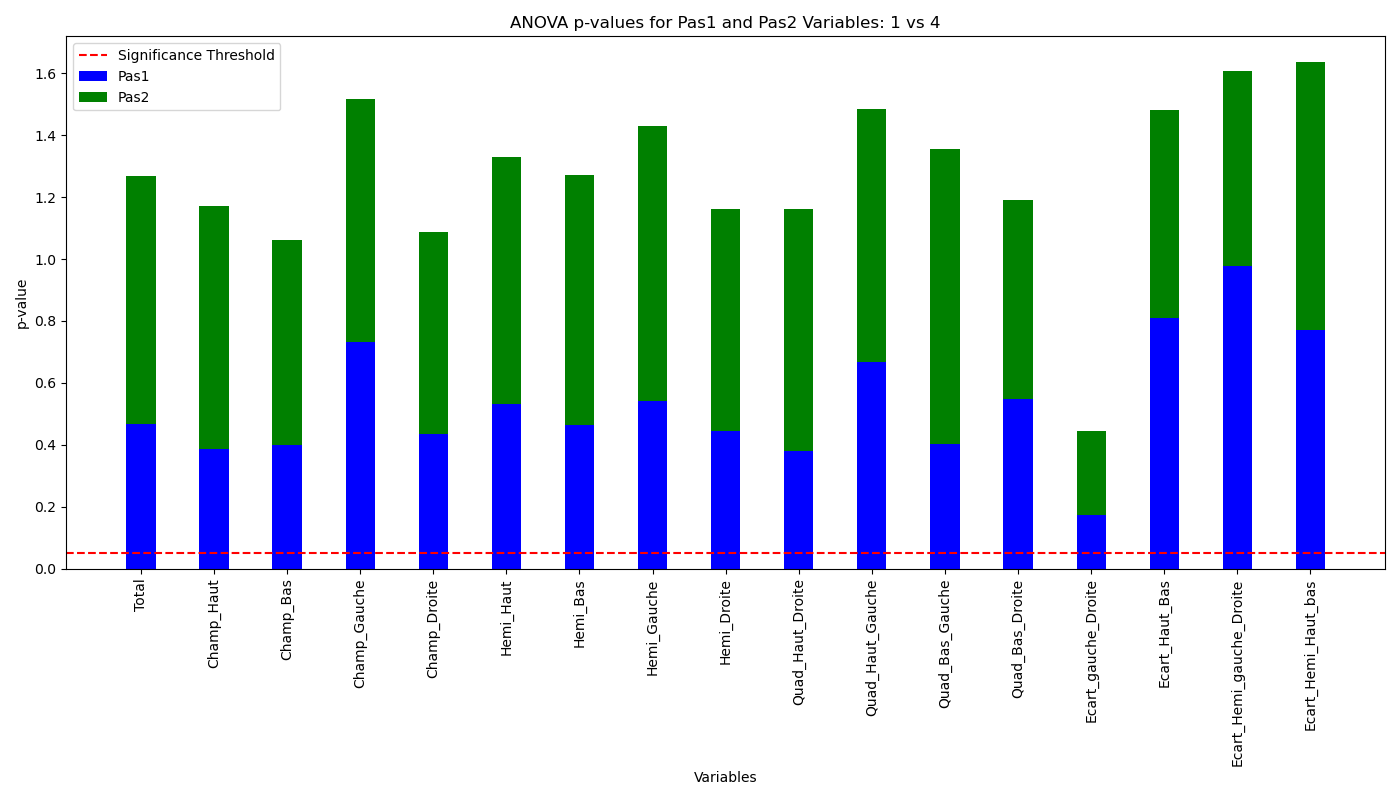 ANOVA p-values for Pas1 and Pas2 Variables: 1 vs 4
Significance Threshold
Pas1
Pas2
p-value
1.6
1.4
1.2
1.0
0.8
0.6
0.4
0.2
0.0
Total
Champ_Haut
Champ_Bas
Champ_Gauche
Champ_Droite
Hemi_Haut
Hemi_Bas
Hemi_Gauche
Hemi_Droite
Quad_Haut_Droite
Quad_Haut_Gauche
Quad_Bas_Gauche
Quad_Bas_Droite
Ecart_gauche_Droite
Ecart_Haut_Bas
Ecart_Hemi_gauche_Droite
Ecart_Hemi_Haut_bas
Variables